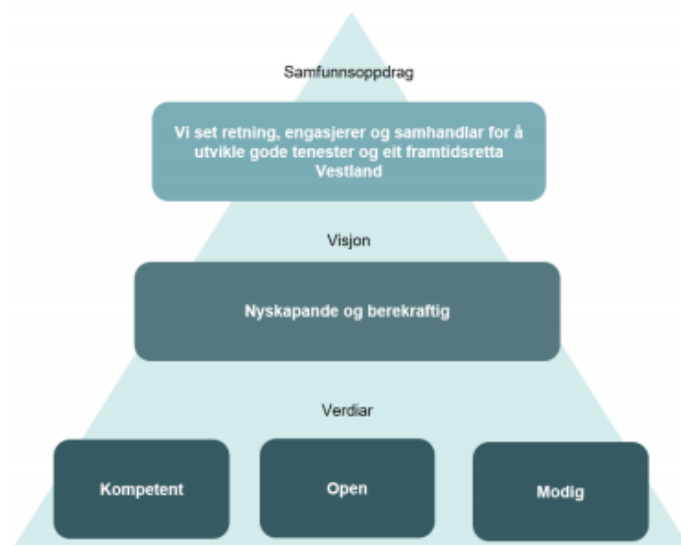 Samfunnsoppdrag
Vi set retning, engasjerer og samhandlar for å
utvikle gode tenester og eit framtidsretta
Vestland
Visjon
Nyskapande og berekraftig
Verdiar
Kompetent
Open
Modig